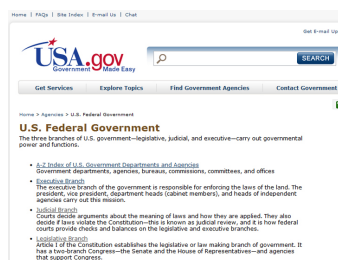 Home | FAQs | Site Index | E-mail Us | Chat
Get E-mail Up
USA.gov
Government Made Easy
SEARCH
Get Services Explore Topics Find Government Agencies Contact Government
Home > Agencies > U.S. Federal Government
U.S. Federal Government
The three branches of U.S. government—legislative, judicial, and executive—carry out governmental
power and functions.
A-Z Index of U.S. Government Departments and Agencies
Government departments, agencies, bureaus, commissions, committees, and offices
Executive Branch
The executive branch of the government is responsible for enforcing the laws of the land. The
president, vice president, department heads (cabinet members), and heads of independent
agencies carry out this mission.
Judicial Branch
Courts decide arguments about the meaning of laws and how they are applied. They also
decide if laws violate the Constitution—this is known as judicial review, and it is how federal
courts provide checks and balances on the legislative and executive branches.
Legislative Branch
Article I of the Constitution establishes the legislative or law making branch of government. It
has a two-branch Congress—the Senate and the House of Representatives—and agencies
that support Congress.